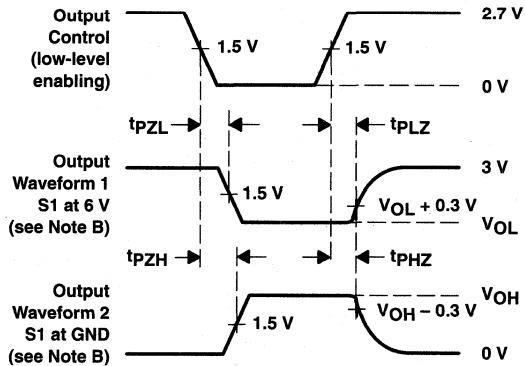 Output
Control
(low-level
enabling)
1.5 V
1.5 V
2.7 V
0 V
tPZL
tPLZ
Output
Waveform 1
S1 at 6 V
(see Note B)
1.5 V
3 V
VOL + 0.3 V
VOL
tPZH
tPHZ
Output
Waveform 2
S1 at GND
(see Note B)
1.5 V
VOH
VOH – 0.3 V
0 V